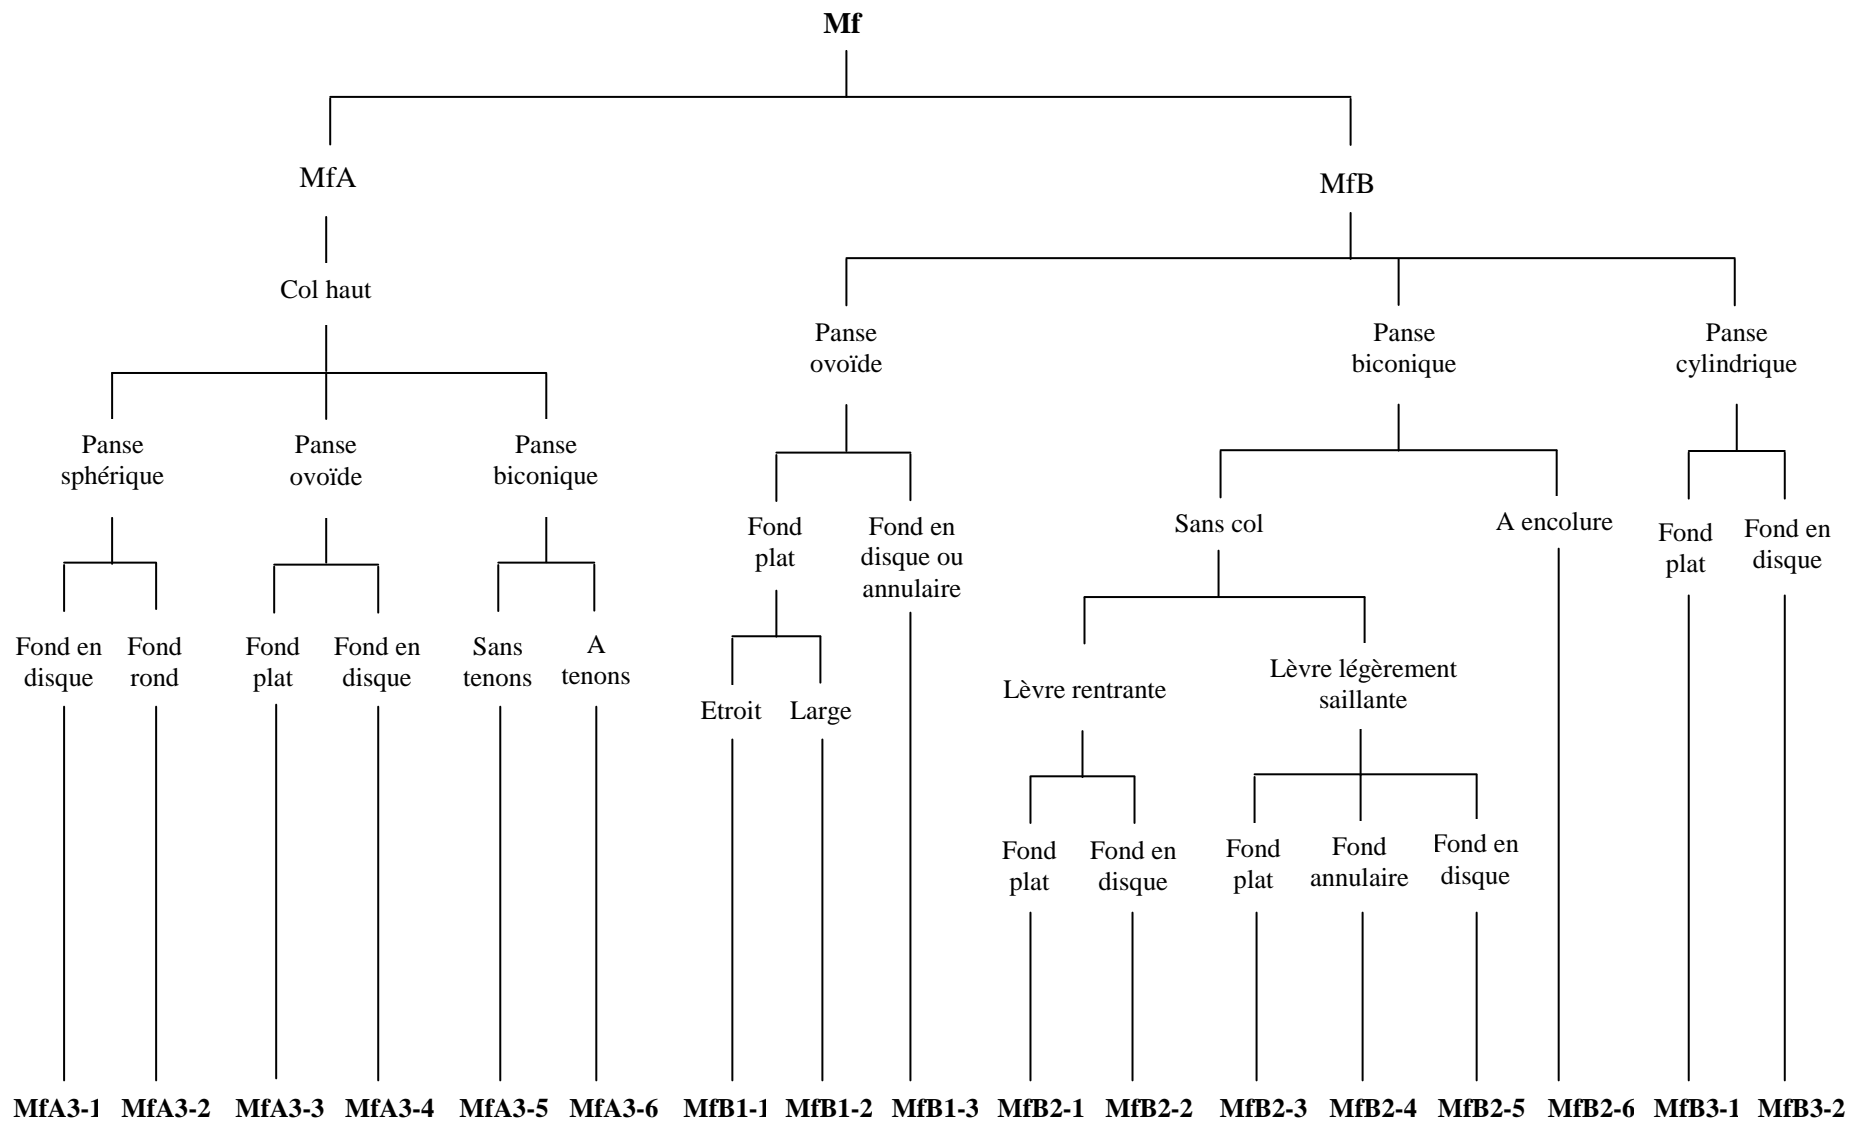 Mf
MfA
MfB
Col haut
Panse
ovoïde
Panse
biconique
Panse
cylindrique
Panse
sphérique
Panse
ovoïde
Panse
biconique
Fond
plat
Fond en
disque ou
annulaire
Sans col
A encolure
Fond
plat
Fond en
disque
Fond en
disque
Fond
rond
Fond
plat
Fond en
disque
Sans
tenons
A
tenons
Etroit
Large
Lèvre rentrante
Lèvre légèrement
saillante
Fond
plat
Fond en
disque
Fond
plat
Fond
annulaire
Fond en
disque
MfA3-1 MfA3-2 MfA3-3 MfA3-4 MfA3-5 MfA3-6 MfB1-1 MfB1-2 MfB1-3 MfB2-1 MfB2-2 MfB2-3 MfB2-4 MfB2-5 MfB2-6 MfB3-1 MfB3-2